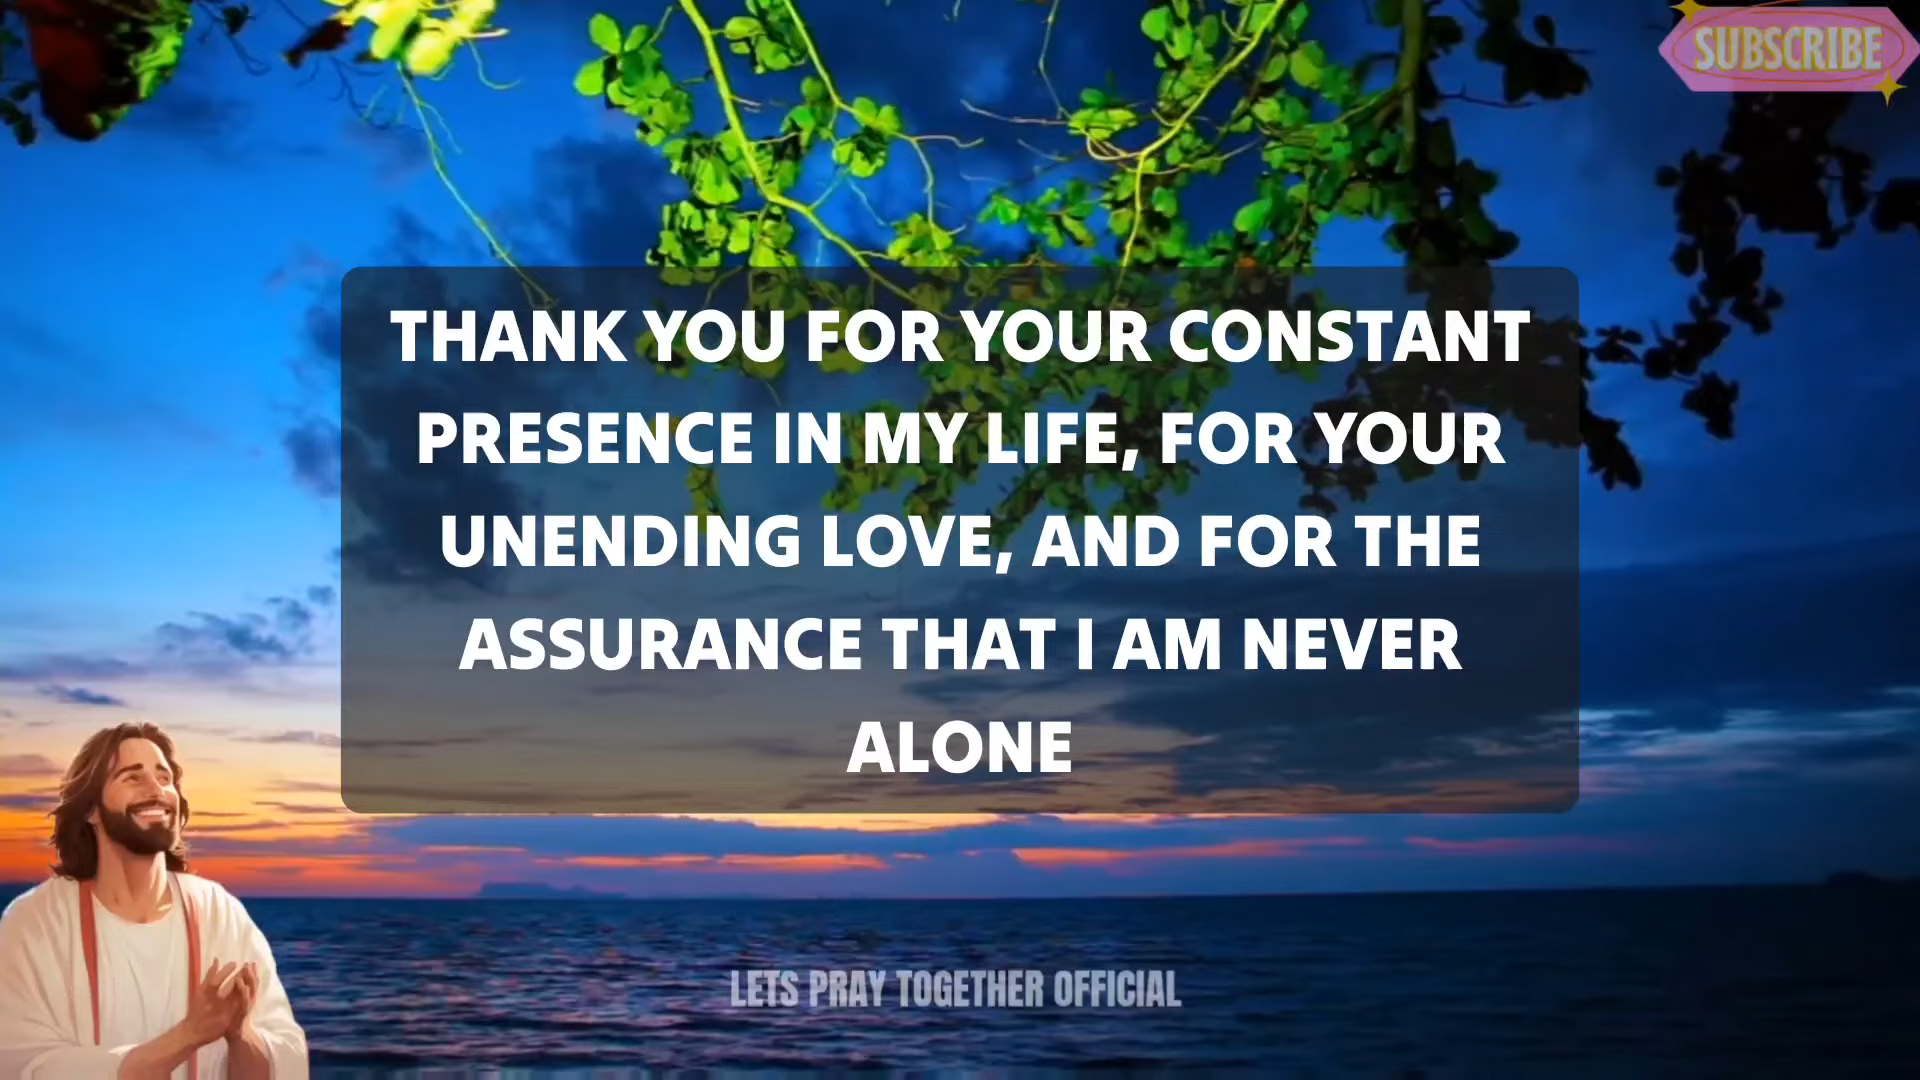 SUBSCRIBE
THANK YOU FOR YOUR CONSTANT
PRESENCE IN MY LIFE, FOR YOUR
UNENDING LOVE, AND FOR THE
ASSURANCE THAT I AM NEVER
ALONE
LETS PRAY TOGETHER OFFICIAL